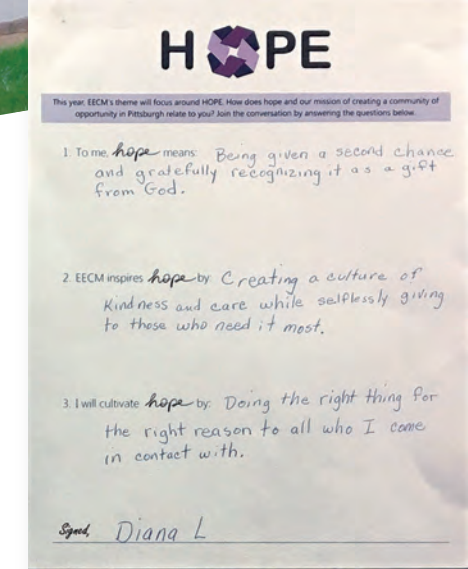 HOPE
This year, EECM's theme will focus around HOPE. How does hope and our mission of creating a community of
opportunity in Pittsburgh relate to you? Join the conversation by answering the questions below.
1. To me, hope means: Being given a second chance
and gratefully recognizing it as a gift
from God.
2. EECM inspires hope by: Creating a culture of
Kindness and care while selflessly giving
to those who need it most.
3. I will cultivate hope by: Doing the right thing for
the right reason to all who I come
in contact with.
Signed, Diana L